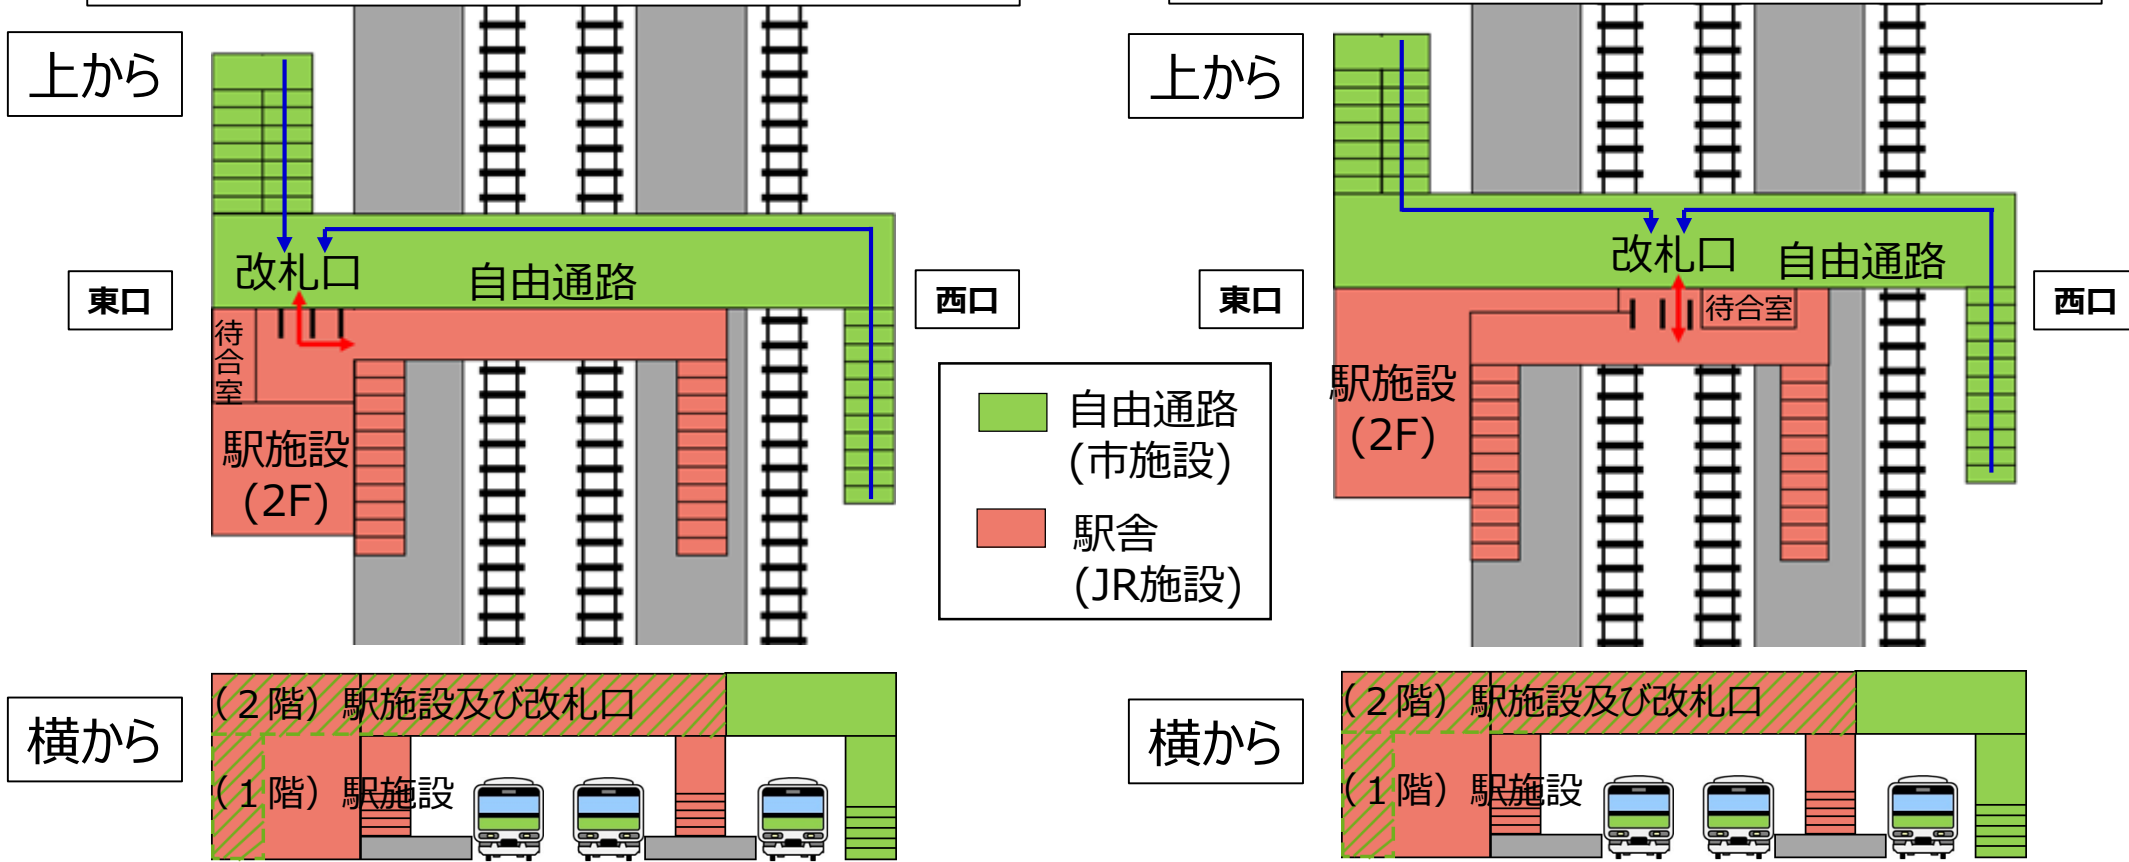 上から
改札口
自由通路
東口
西口
待合室
駅施設
(2F)
自由通路
(市施設)
駅舎
(JR施設)
横から
(２階) 駅施設及び改札口
(１階) 駅施設
上から
改札口
自由通路
東口
西口
待合室
駅施設
(2F)
横から
(２階) 駅施設及び改札口
(１階) 駅施設